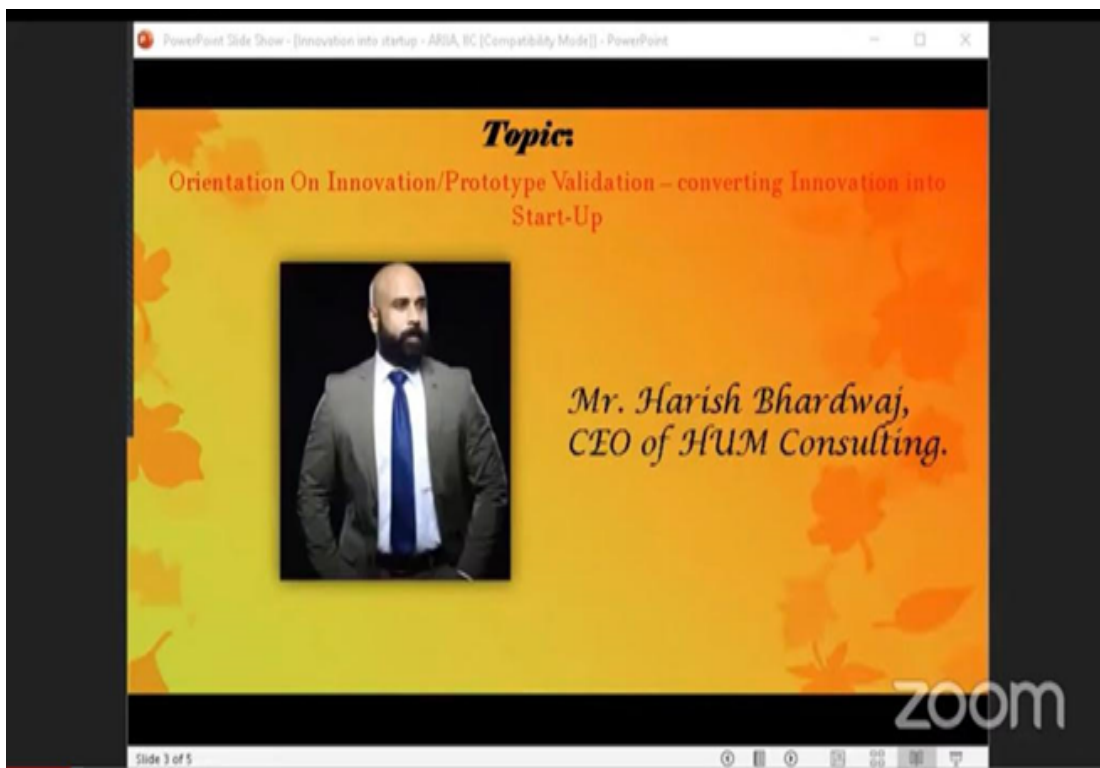 PowerPoint Slide Show - [Innovation into startup - ARIIA, IIC [Compatibility Mode]] - PowerPoint
Topic:
Orientation On Innovation/Prototype Validation – converting Innovation into
Start-Up
Mr. Harish Bhardwaj,
CEO of HUM Consulting.
zoom
Slide 3 of 5